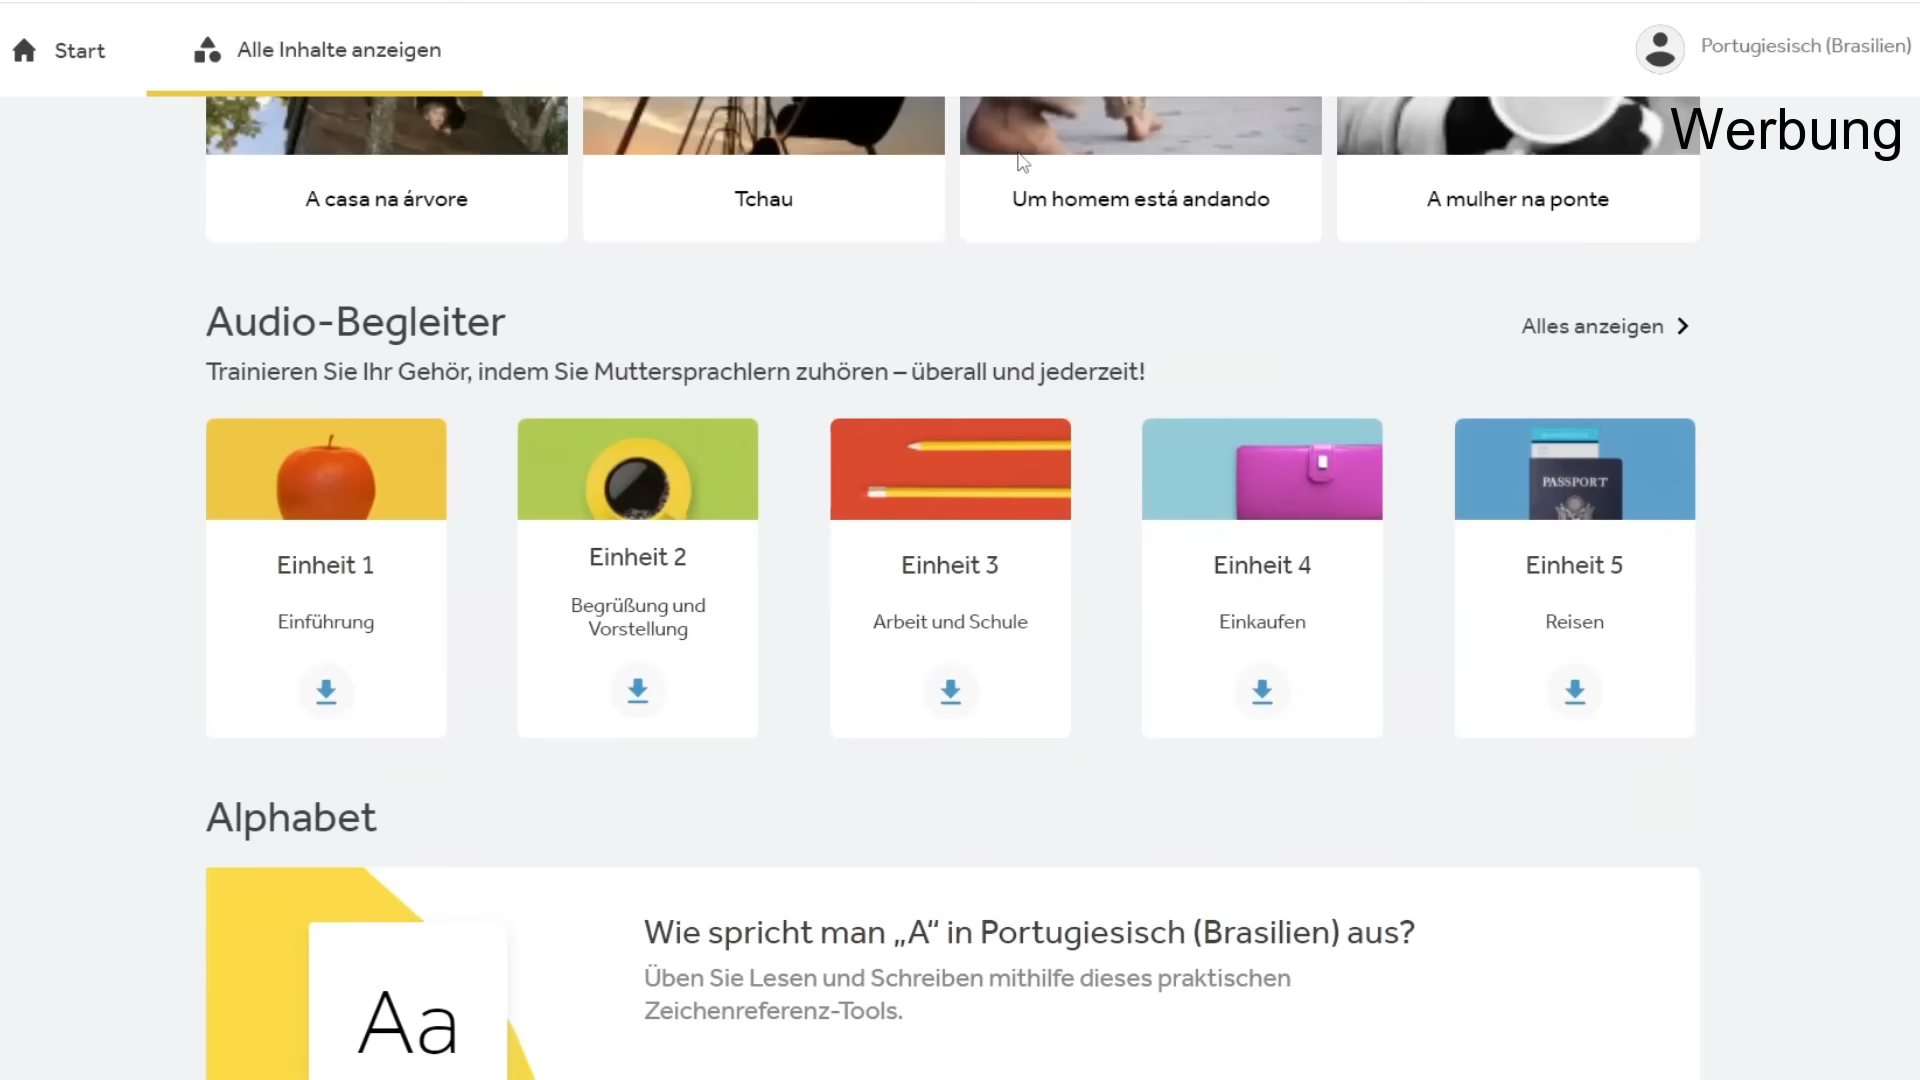 Start
Alle Inhalte anzeigen
Portugiesisch (Brasilien)
Werbung
A casa na árvore
Tchau
Um homem está andando
A mulher na ponte
Audio-Begleiter
Alles anzeigen
Trainieren Sie Ihr Gehör, indem Sie Muttersprachlern zuhören – überall und jederzeit!
PASSPORT
Einheit 1
Einheit 2
Einheit 3
Einheit 4
Einheit 5
Einführung
Begrüßung und
Vorstellung
Arbeit und Schule
Einkaufen
Reisen
Alphabet
Wie spricht man „A“ in Portugiesisch (Brasilien) aus?
Üben Sie Lesen und Schreiben mithilfe dieses praktischen
Zeichenreferenz-Tools.
Aa